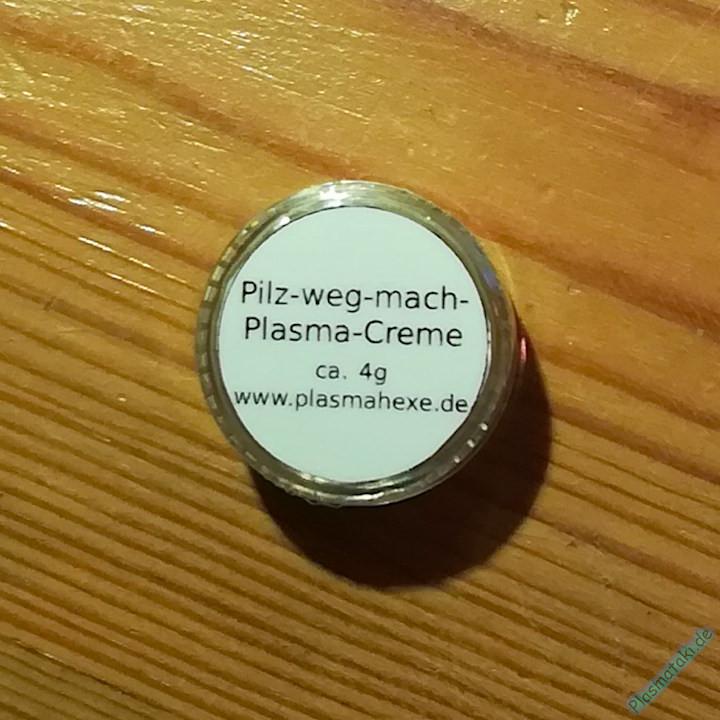 Pilz-weg-mach-
Plasma-Creme
ca. 4g
www.plasmahexe.de
Plasmataki.de